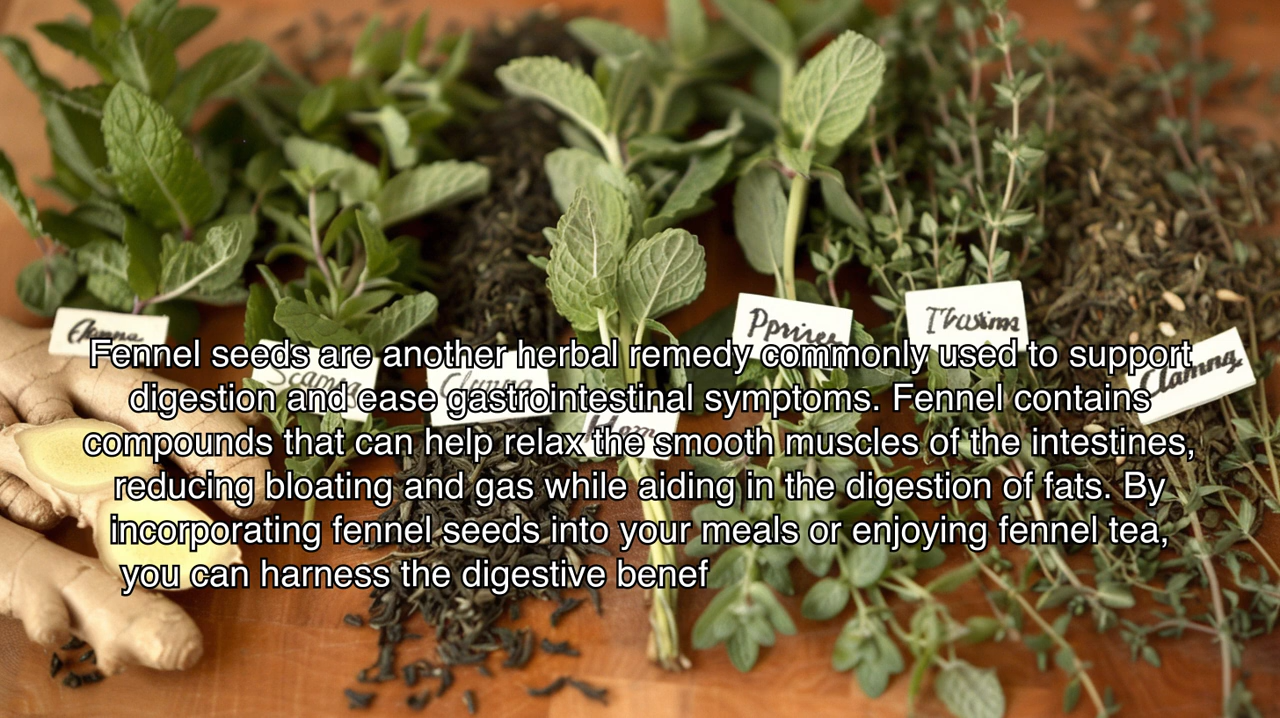 Fennel seeds are another herbal remedy commonly used to support
digestion and ease gastrointestinal symptoms. Fennel contains
compounds that can help relax the smooth muscles of the intestines,
reducing bloating and gas while aiding in the digestion of fats. By
incorporating fennel seeds into your meals or enjoying fennel tea,
you can harness the digestive benef